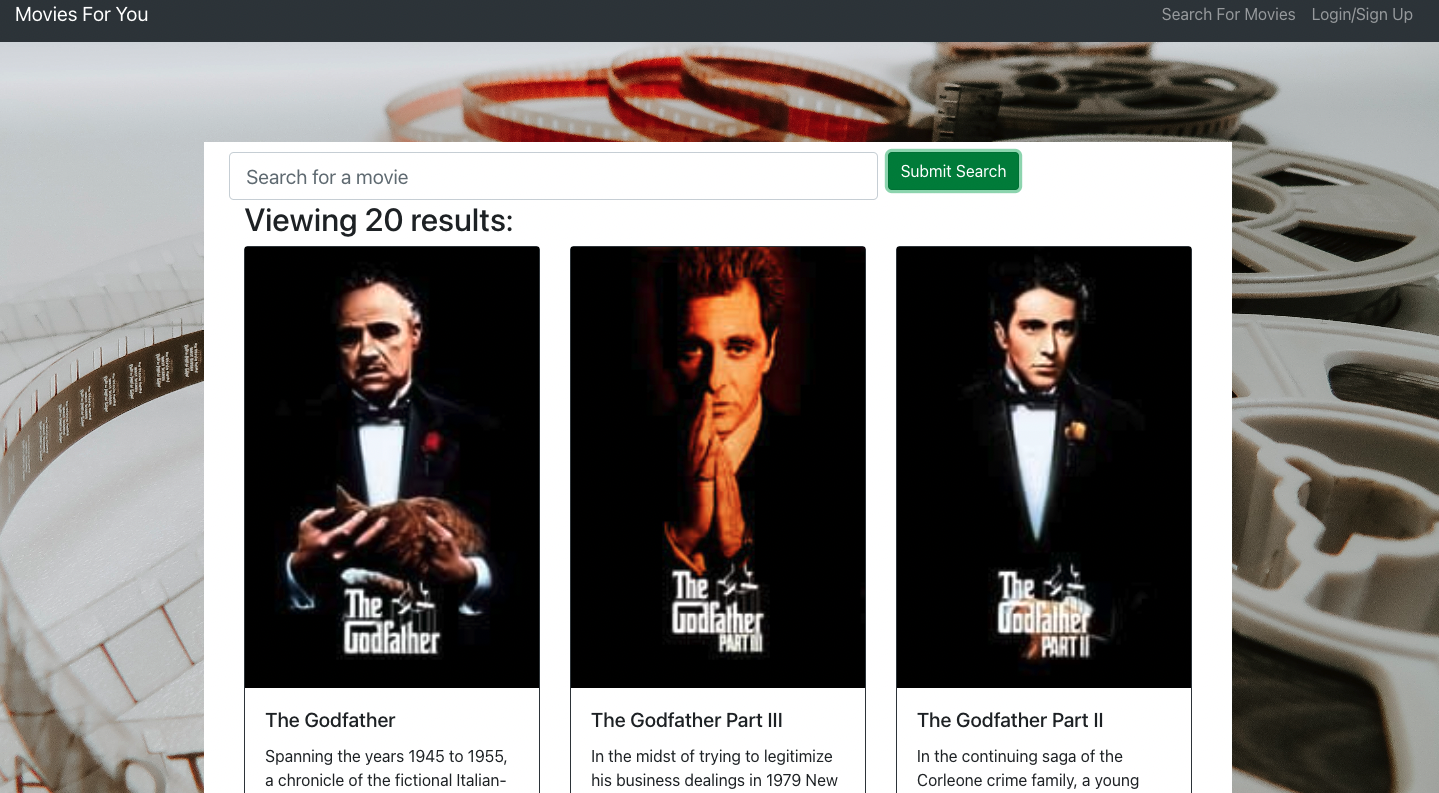 Movies For You
Search For Movies
Login/Sign Up
Search for a movie
Submit Search
Viewing 20 results:
The
Godfather
The
Godfather
PART III
The
Godfather
PART II
The Godfather
Spanning the years 1945 to 1955,
a chronicle of the fictional Italian-
The Godfather Part III
In the midst of trying to legitimize
his business dealings in 1979 New
The Godfather Part II
In the continuing saga of the
Corleone crime family, a young